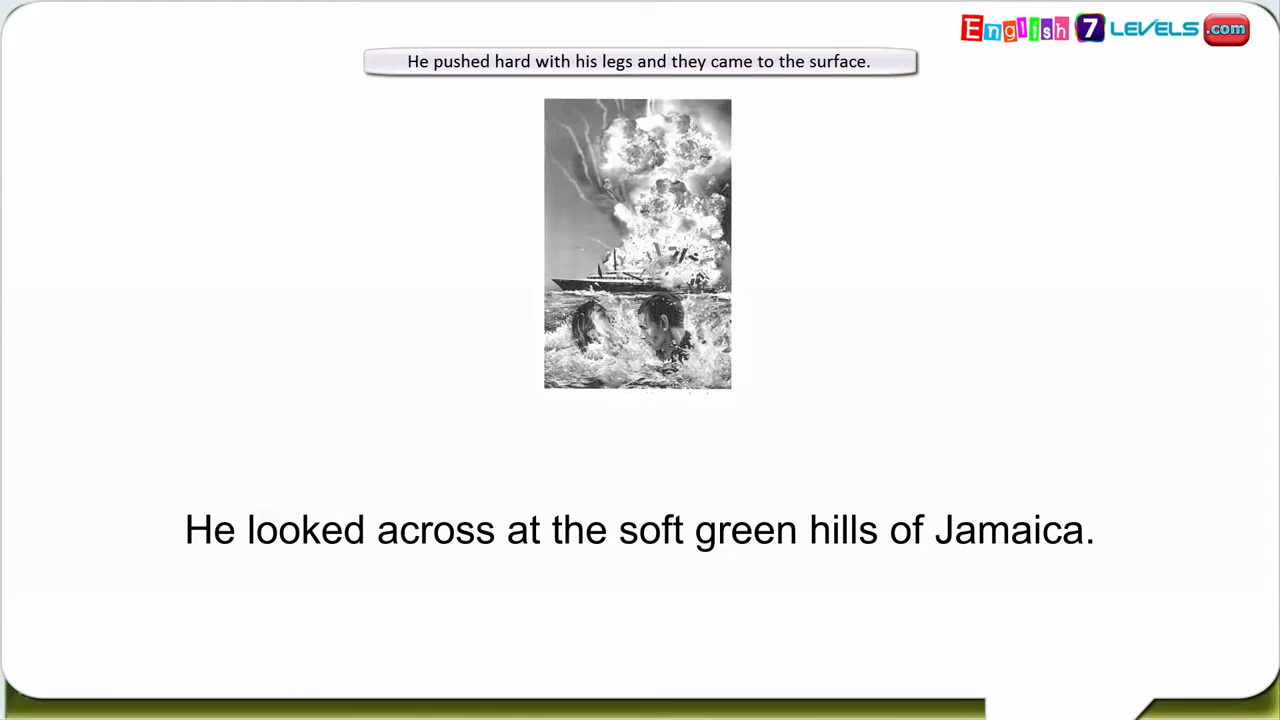 English 7 LEVELS .com
He pushed hard with his legs and they came to the surface.
He looked across at the soft green hills of Jamaica.